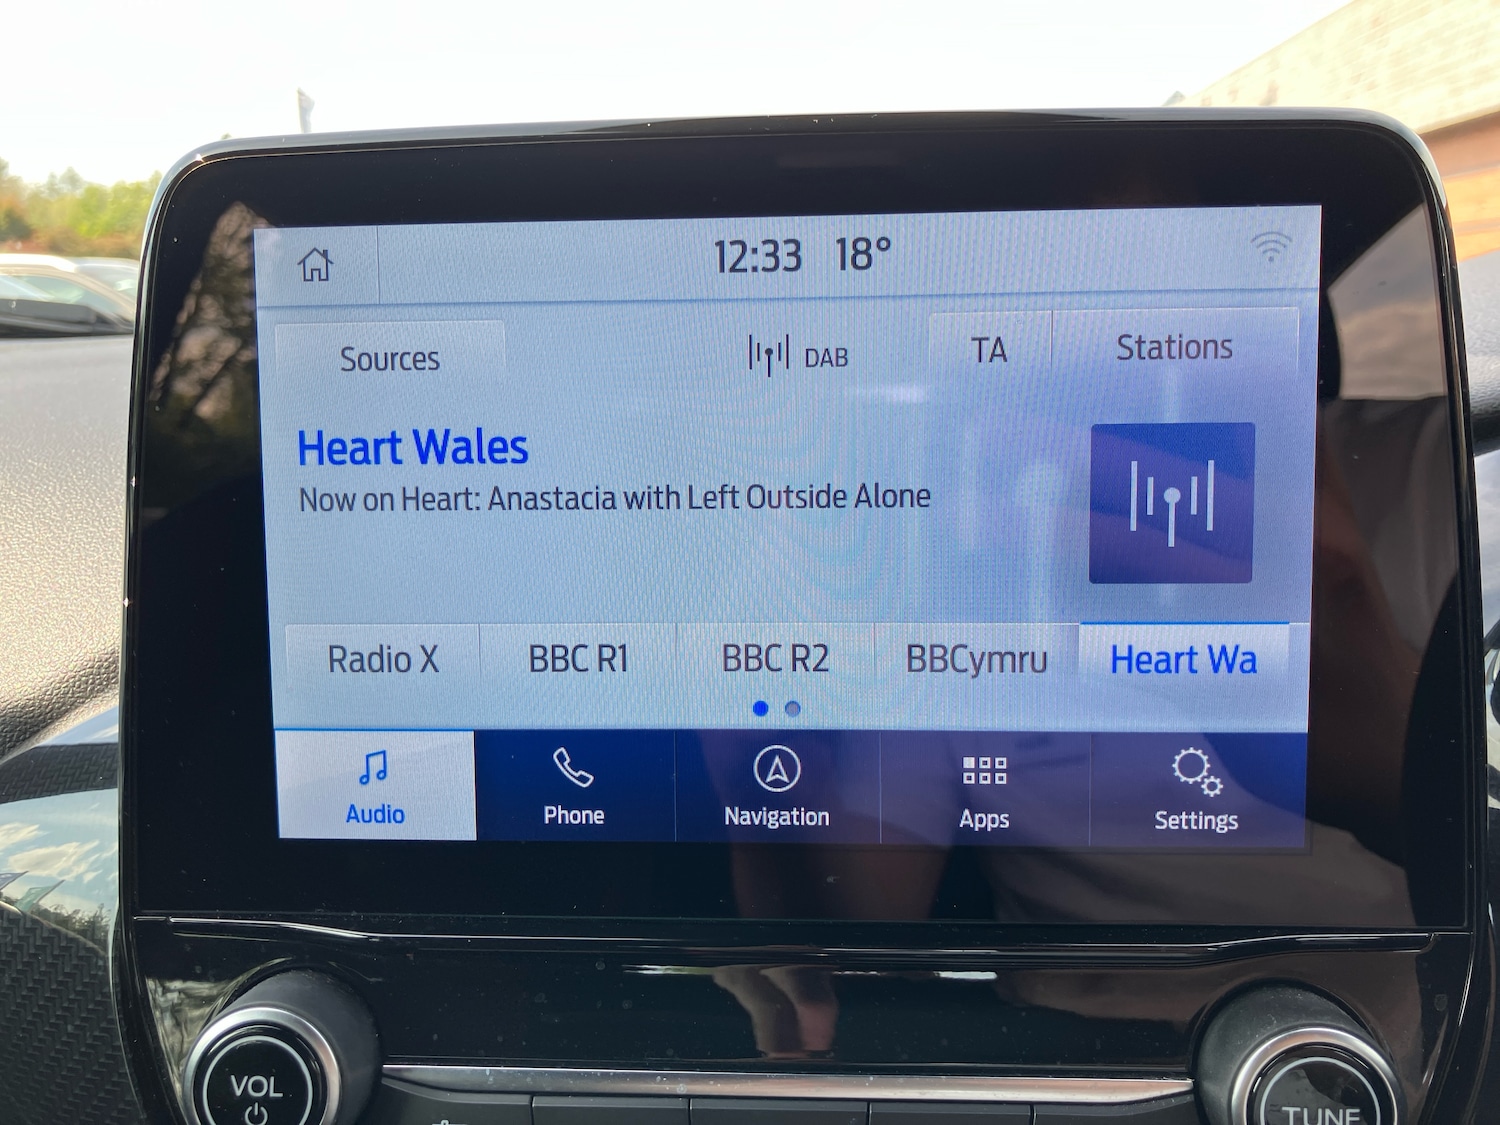 12:33 18°
Sources DAB TA Stations
Heart Wales
Now on Heart: Anastacia with Left Outside Alone
Radio X BBC R1 BBC R2 BBCymru Heart Wa
Audio Phone Navigation Apps Settings
VOL TUNE